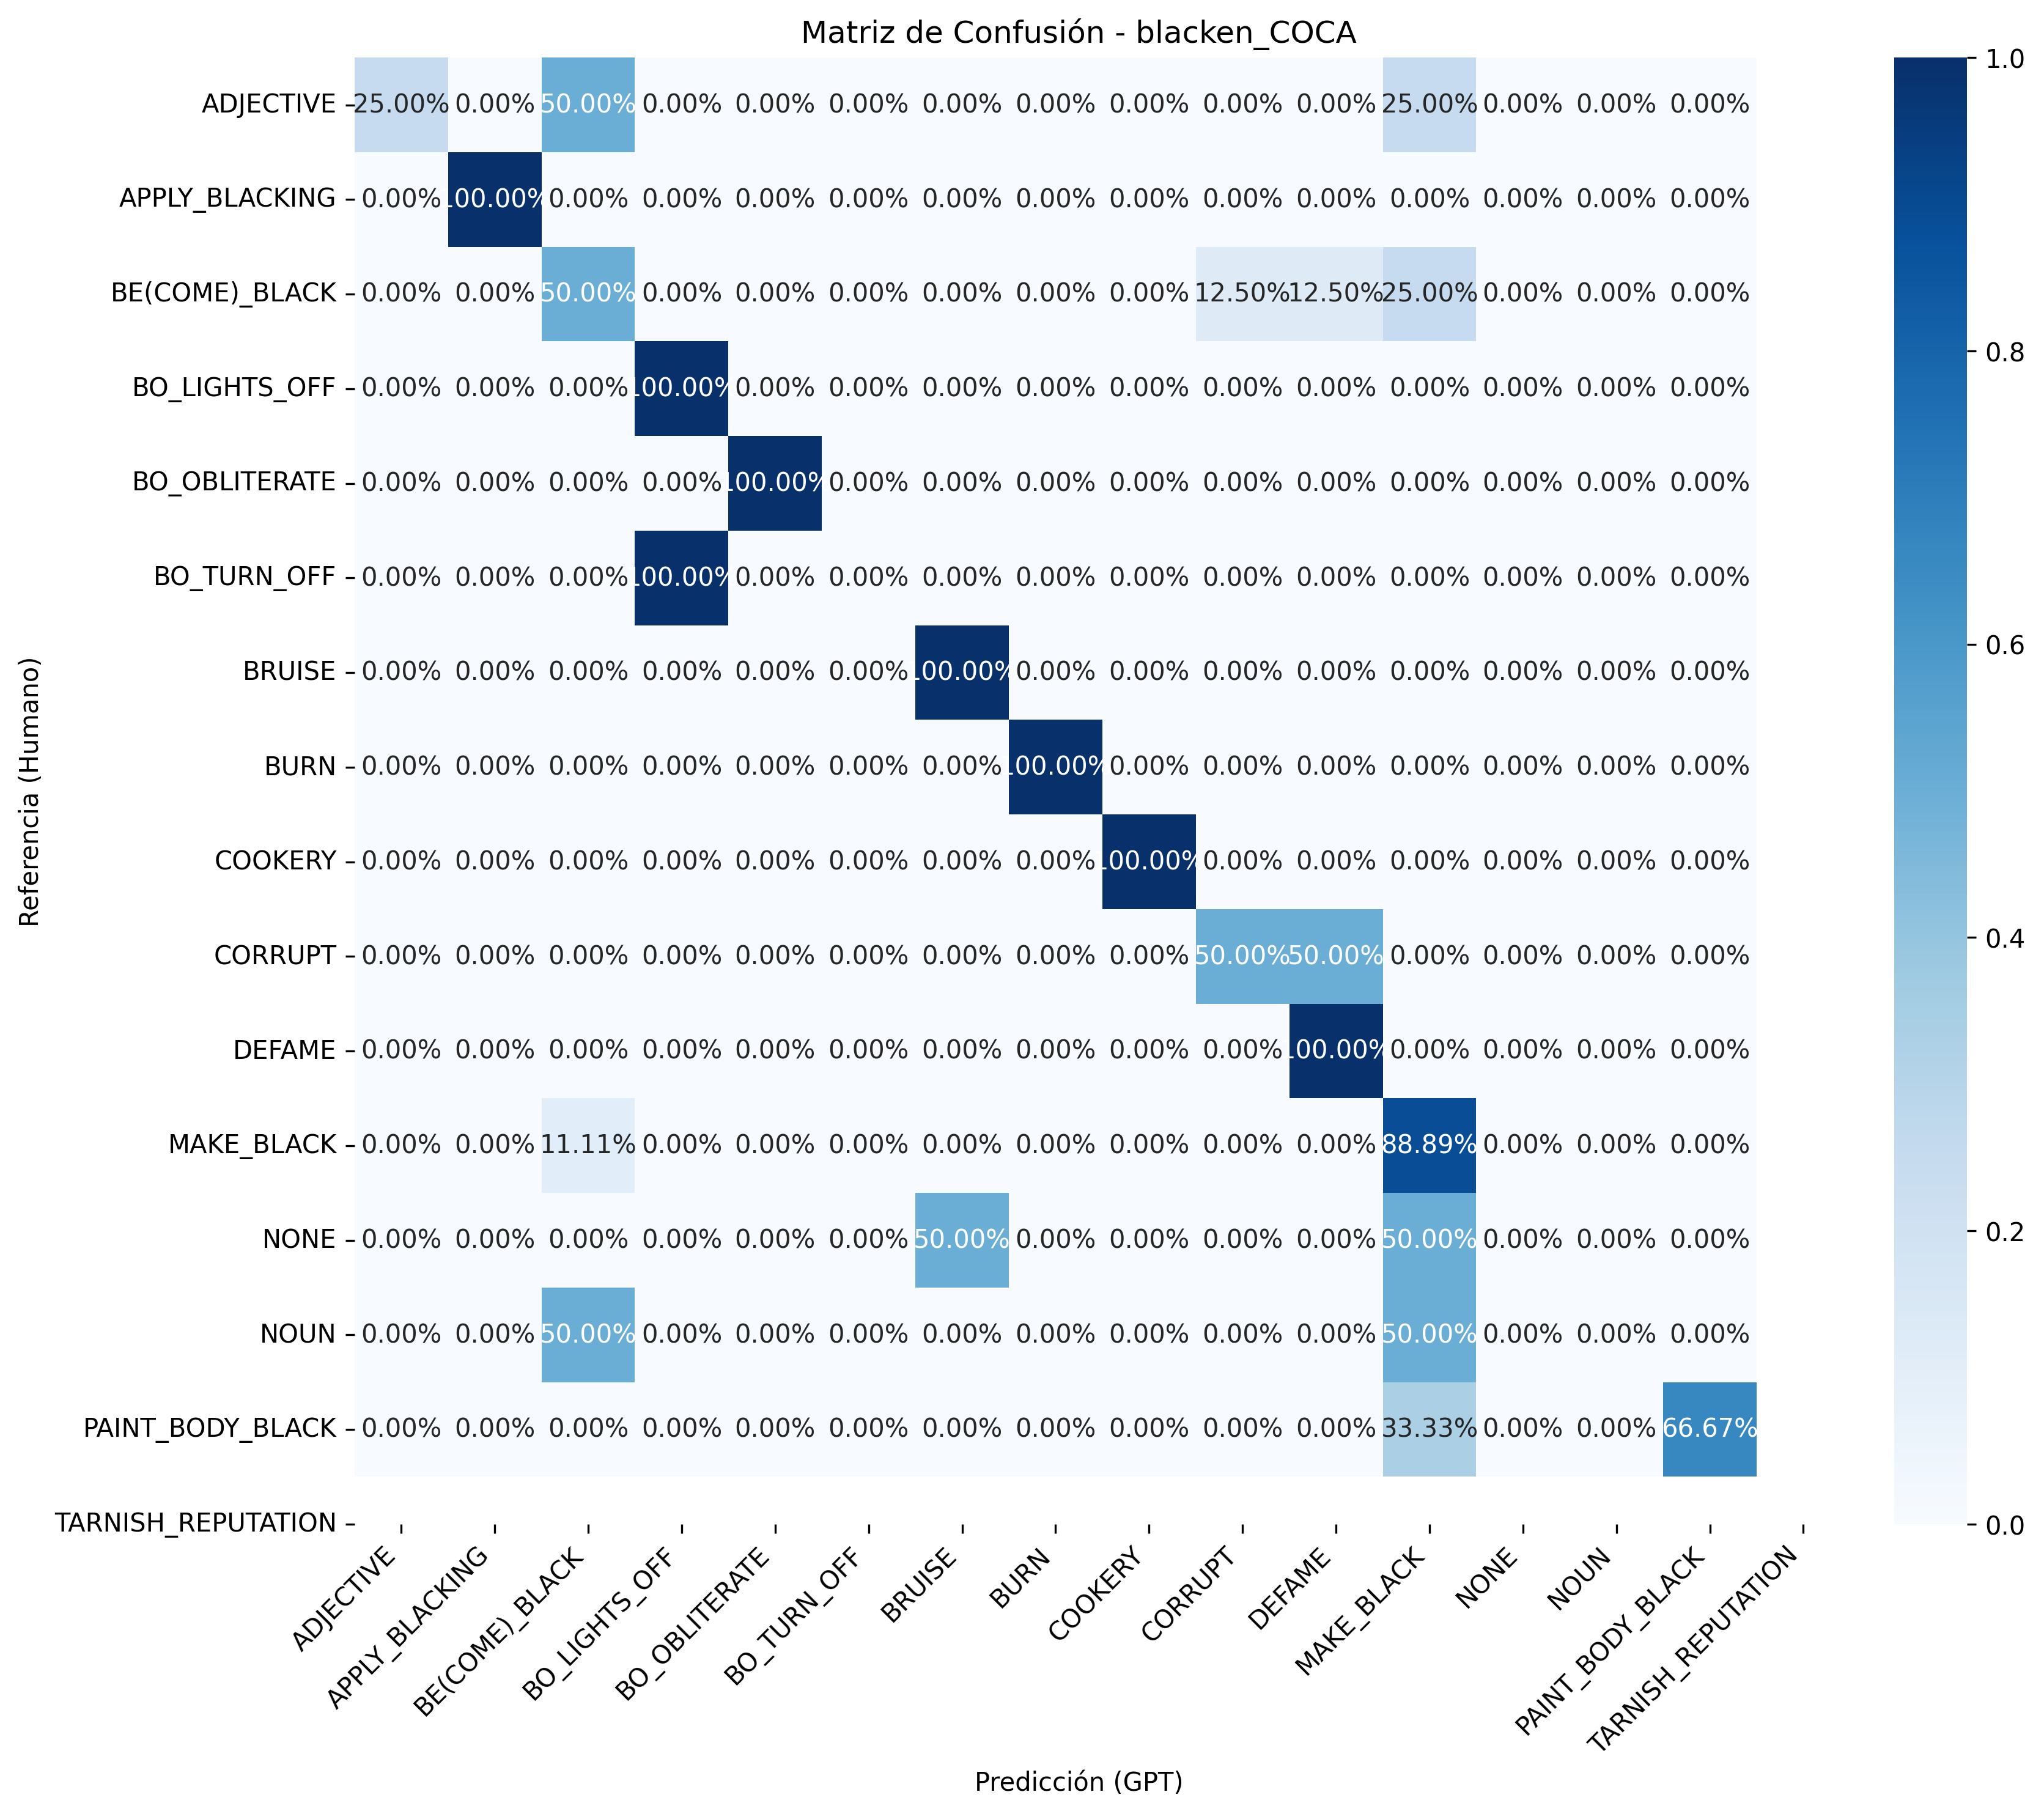 Matriz de Confusión - blacken_COCA
ADJECTIVE 25.00% 0.00% 50.00% 0.00% 0.00% 0.00% 0.00% 0.00% 0.00% 0.00% 0.00% 25.00% 0.00% 0.00% 0.00%
APPLY_BLACKING 0.00% 100.00% 0.00% 0.00% 0.00% 0.00% 0.00% 0.00% 0.00% 0.00% 0.00% 0.00% 0.00% 0.00% 0.00%
BE(COME)_BLACK 0.00% 0.00% 50.00% 0.00% 0.00% 0.00% 0.00% 0.00% 0.00% 12.50% 12.50% 25.00% 0.00% 0.00% 0.00%
BO_LIGHTS_OFF 0.00% 0.00% 0.00% 100.00% 0.00% 0.00% 0.00% 0.00% 0.00% 0.00% 0.00% 0.00% 0.00% 0.00% 0.00%
BO_OBLITERATE 0.00% 0.00% 0.00% 0.00% 100.00% 0.00% 0.00% 0.00% 0.00% 0.00% 0.00% 0.00% 0.00% 0.00% 0.00%
BO_TURN_OFF 0.00% 0.00% 0.00% 100.00% 0.00% 0.00% 0.00% 0.00% 0.00% 0.00% 0.00% 0.00% 0.00% 0.00% 0.00%
BRUISE 0.00% 0.00% 0.00% 0.00% 0.00% 0.00% 100.00% 0.00% 0.00% 0.00% 0.00% 0.00% 0.00% 0.00% 0.00%
BURN 0.00% 0.00% 0.00% 0.00% 0.00% 0.00% 0.00% 100.00% 0.00% 0.00% 0.00% 0.00% 0.00% 0.00% 0.00%
COOKERY 0.00% 0.00% 0.00% 0.00% 0.00% 0.00% 0.00% 0.00% 100.00% 0.00% 0.00% 0.00% 0.00% 0.00% 0.00%
CORRUPT 0.00% 0.00% 0.00% 0.00% 0.00% 0.00% 0.00% 0.00% 0.00% 50.00% 50.00% 0.00% 0.00% 0.00% 0.00%
DEFAME 0.00% 0.00% 0.00% 0.00% 0.00% 0.00% 0.00% 0.00% 0.00% 0.00% 100.00% 0.00% 0.00% 0.00% 0.00%
MAKE_BLACK 0.00% 0.00% 11.11% 0.00% 0.00% 0.00% 0.00% 0.00% 0.00% 0.00% 0.00% 88.89% 0.00% 0.00% 0.00%
NONE 0.00% 0.00% 0.00% 0.00% 0.00% 0.00% 50.00% 0.00% 0.00% 0.00% 0.00% 50.00% 0.00% 0.00% 0.00%
NOUN 0.00% 0.00% 50.00% 0.00% 0.00% 0.00% 0.00% 0.00% 0.00% 0.00% 0.00% 50.00% 0.00% 0.00% 0.00%
PAINT_BODY_BLACK 0.00% 0.00% 0.00% 0.00% 0.00% 0.00% 0.00% 0.00% 0.00% 0.00% 0.00% 33.33% 0.00% 0.00% 66.67%
TARNISH_REPUTATION
Referencia (Humano)
ADJECTIVE
APPLY_BLACKING
BE(COME)_BLACK
BO_LIGHTS_OFF
BO_OBLITERATE
BO_TURN_OFF
BRUISE
BURN
COOKERY
CORRUPT
DEFAME
MAKE_BLACK
NONE
NOUN
PAINT_BODY_BLACK
TARNISH_REPUTATION
Predicción (GPT)
1.0
0.8
0.6
0.4
0.2
0.0